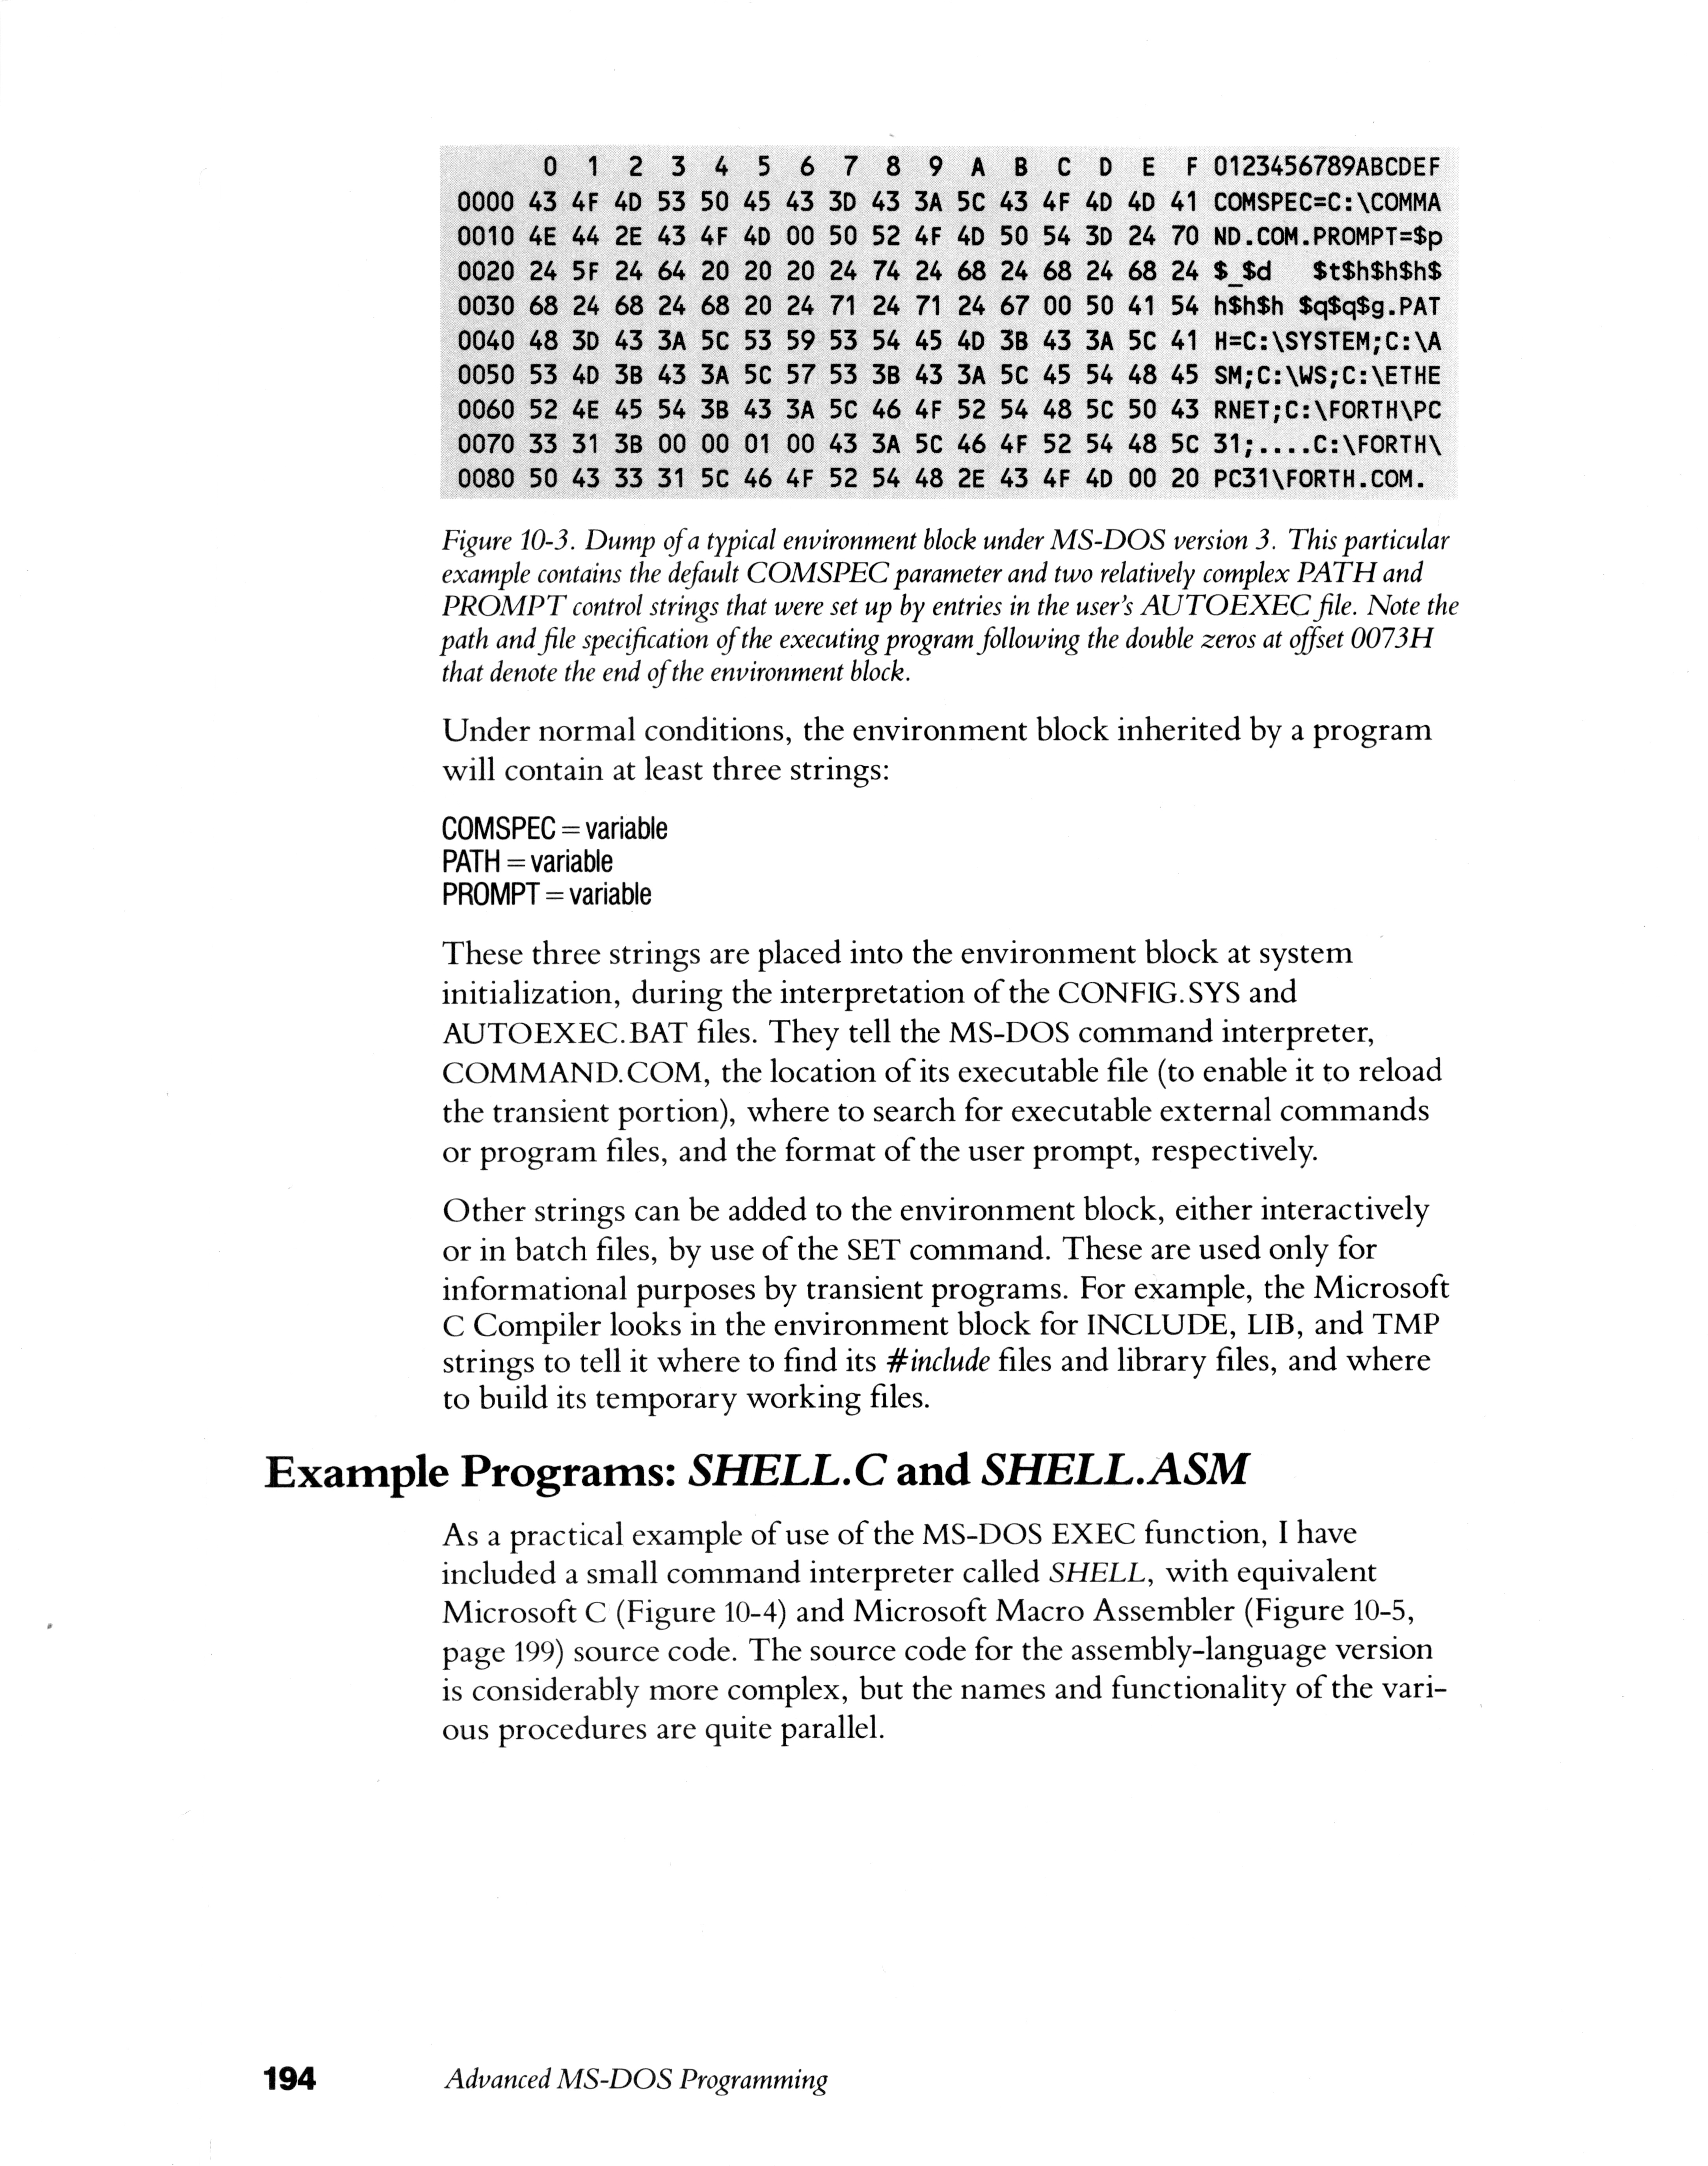 0 1 2 3 4 5 6 7 8 9 A B C D E F 0123456789ABCDEF
0000 43 4F 4D 53 50 45 43 3D 43 3A 5C 43 4F 4D 4D 41 COMSPEC=C:\COMMA
0010 4E 44 2E 43 4F 4D 00 50 52 4F 4D 50 54 3D 24 70 ND.COM.PROMPT=$p
0020 24 5F 24 64 20 20 20 24 74 24 68 24 68 24 68 24 $_$d   $t$h$h$h$
0030 68 24 68 24 68 20 24 71 24 71 24 67 00 50 41 54 h$h$h $q$q$g.PAT
0040 48 3D 43 3A 5C 53 59 53 54 45 4D 3B 43 3A 5C 41 H=C:\SYSTEM;C:\A
0050 53 4D 3B 43 3A 5C 57 53 3B 43 3A 5C 45 54 48 45 SM;C:\WS;C:\ETHE
0060 52 4E 45 54 3B 43 3A 5C 46 4F 52 54 48 5C 50 43 RNET;C:\FORTH\PC
0070 33 31 3B 00 00 01 00 43 3A 5C 46 4F 52 54 48 5C 31;....C:\FORTH\
0080 50 43 33 31 5C 46 4F 52 54 48 2E 43 4F 4D 00 20 PC31\FORTH.COM.
Figure 10-3. Dump of a typical environment block under MS-DOS version 3. This particular
example contains the default COMSPEC parameter and two relatively complex PATH and
PROMPT control strings that were set up by entries in the user's AUTOEXEC file. Note the
path and file specification of the executing program following the double zeros at offset 0073H
that denote the end of the environment block.
Under normal conditions, the environment block inherited by a program
will contain at least three strings:
COMSPEC = variable
PATH = variable
PROMPT = variable
These three strings are placed into the environment block at system
initialization, during the interpretation of the CONFIG.SYS and
AUTOEXEC.BAT files. They tell the MS-DOS command interpreter,
COMMAND.COM, the location of its executable file (to enable it to reload
the transient portion), where to search for executable external commands
or program files, and the format of the user prompt, respectively.
Other strings can be added to the environment block, either interactively
or in batch files, by use of the SET command. These are used only for
informational purposes by transient programs. For example, the Microsoft
C Compiler looks in the environment block for INCLUDE, LIB, and TMP
strings to tell it where to find its #include files and library files, and where
to build its temporary working files.
Example Programs: SHELL.C and SHELL.ASM
As a practical example of use of the MS-DOS EXEC function, I have
included a small command interpreter called SHELL, with equivalent
Microsoft C (Figure 10-4) and Microsoft Macro Assembler (Figure 10-5,
page 199) source code. The source code for the assembly-language version
is considerably more complex, but the names and functionality of the vari-
ous procedures are quite parallel.
194 Advanced MS-DOS Programming